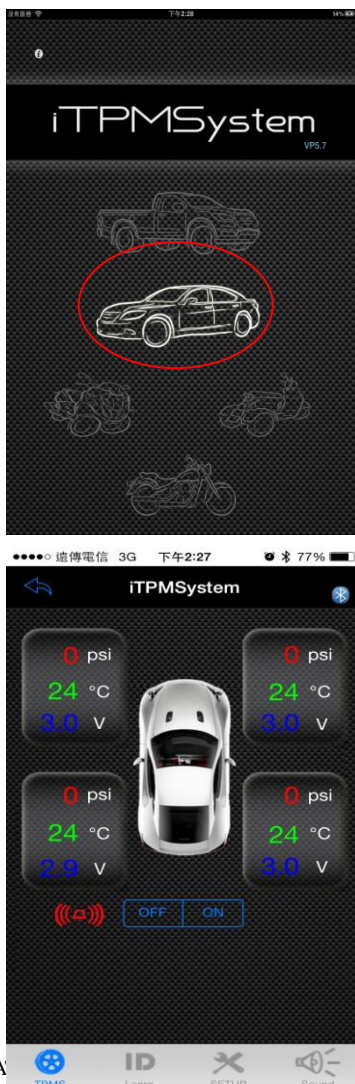 沒有服務 下午2:28 14%
iTPMSystem
VP5.7
遠傳電信 3G 下午2:27 77%
iTPMSystem
0 psi 0 psi
24 °C 24 °C
3.0 V 3.0 V
0 psi 0 psi
24 °C 24 °C
2.9 V 3.0 V
OFF ON
ID
TPMS Learn SETUP Sound